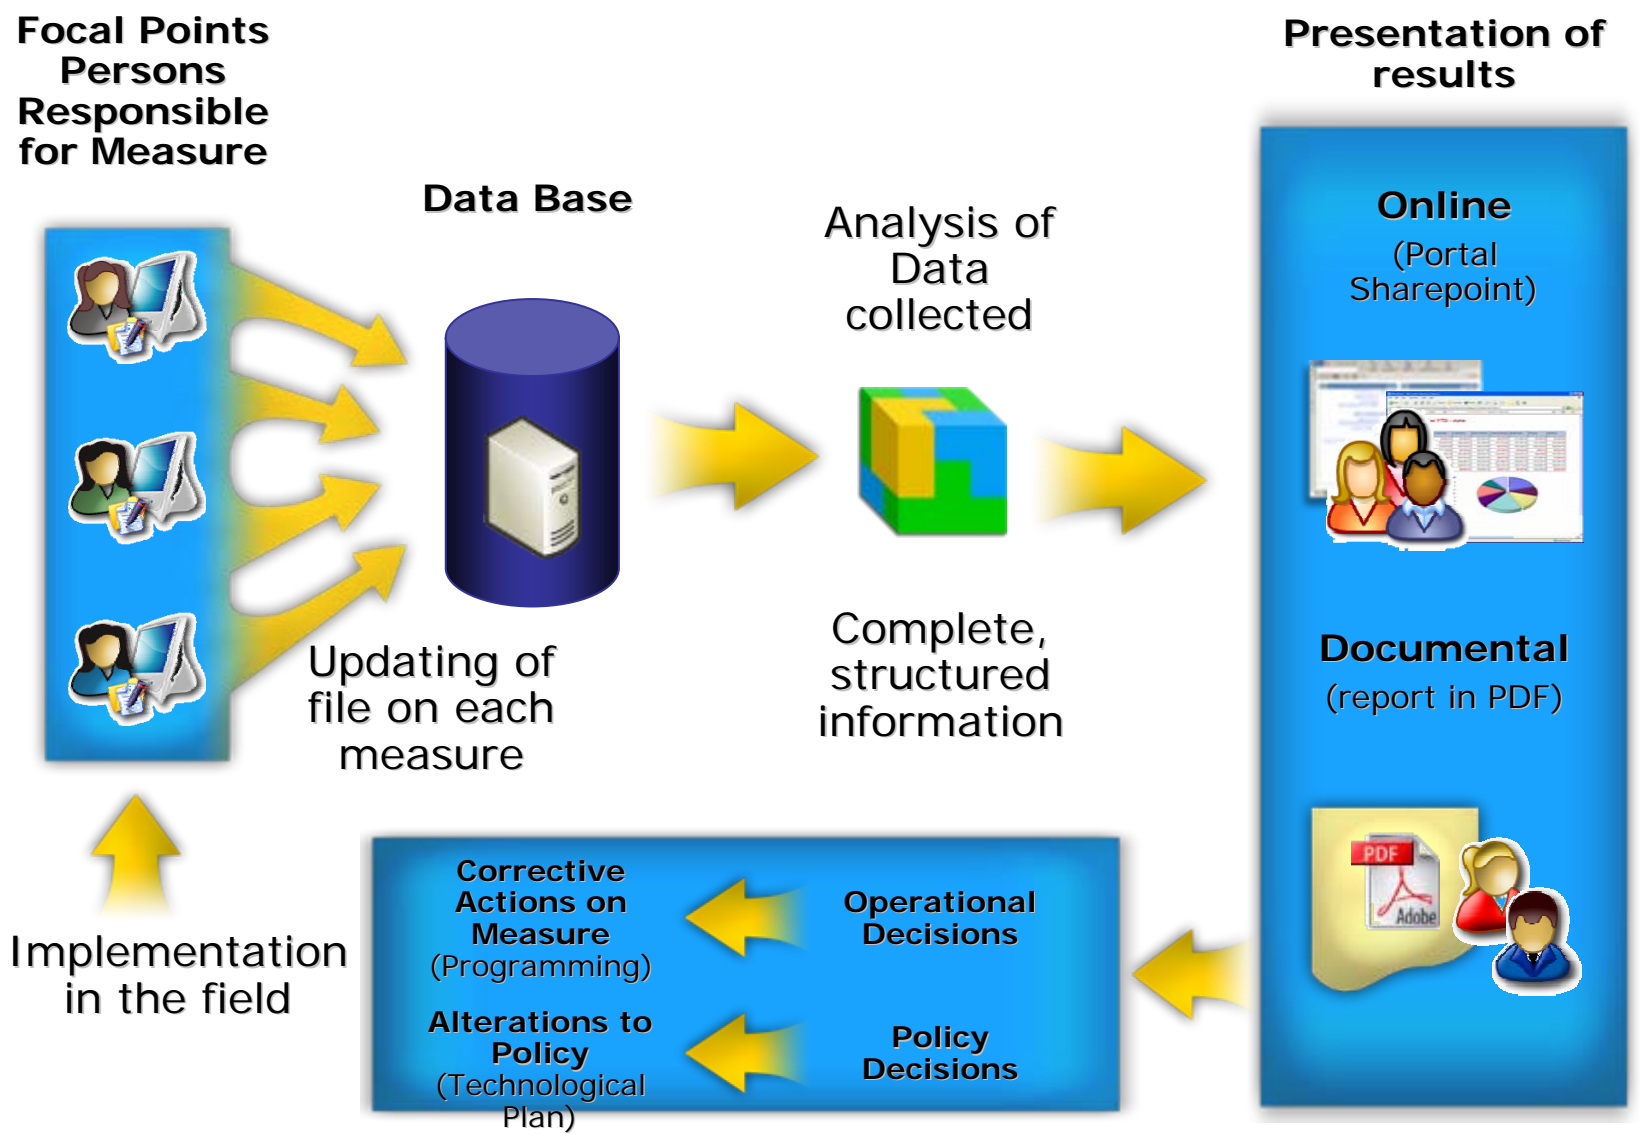 Focal Points
Persons
Responsible
for Measure
Data Base
Updating of
file on each
measure
Analysis of
Data
collected
Complete,
structured
information
Presentation of
results
Online
(Portal
Sharepoint)
Documental
(report in PDF)
PDF
Adobe
Operational
Decisions
Policy
Decisions
Corrective
Actions on
Measure
(Programming)
Alterations to
Policy
(Technological
Plan)
Implementation
in the field